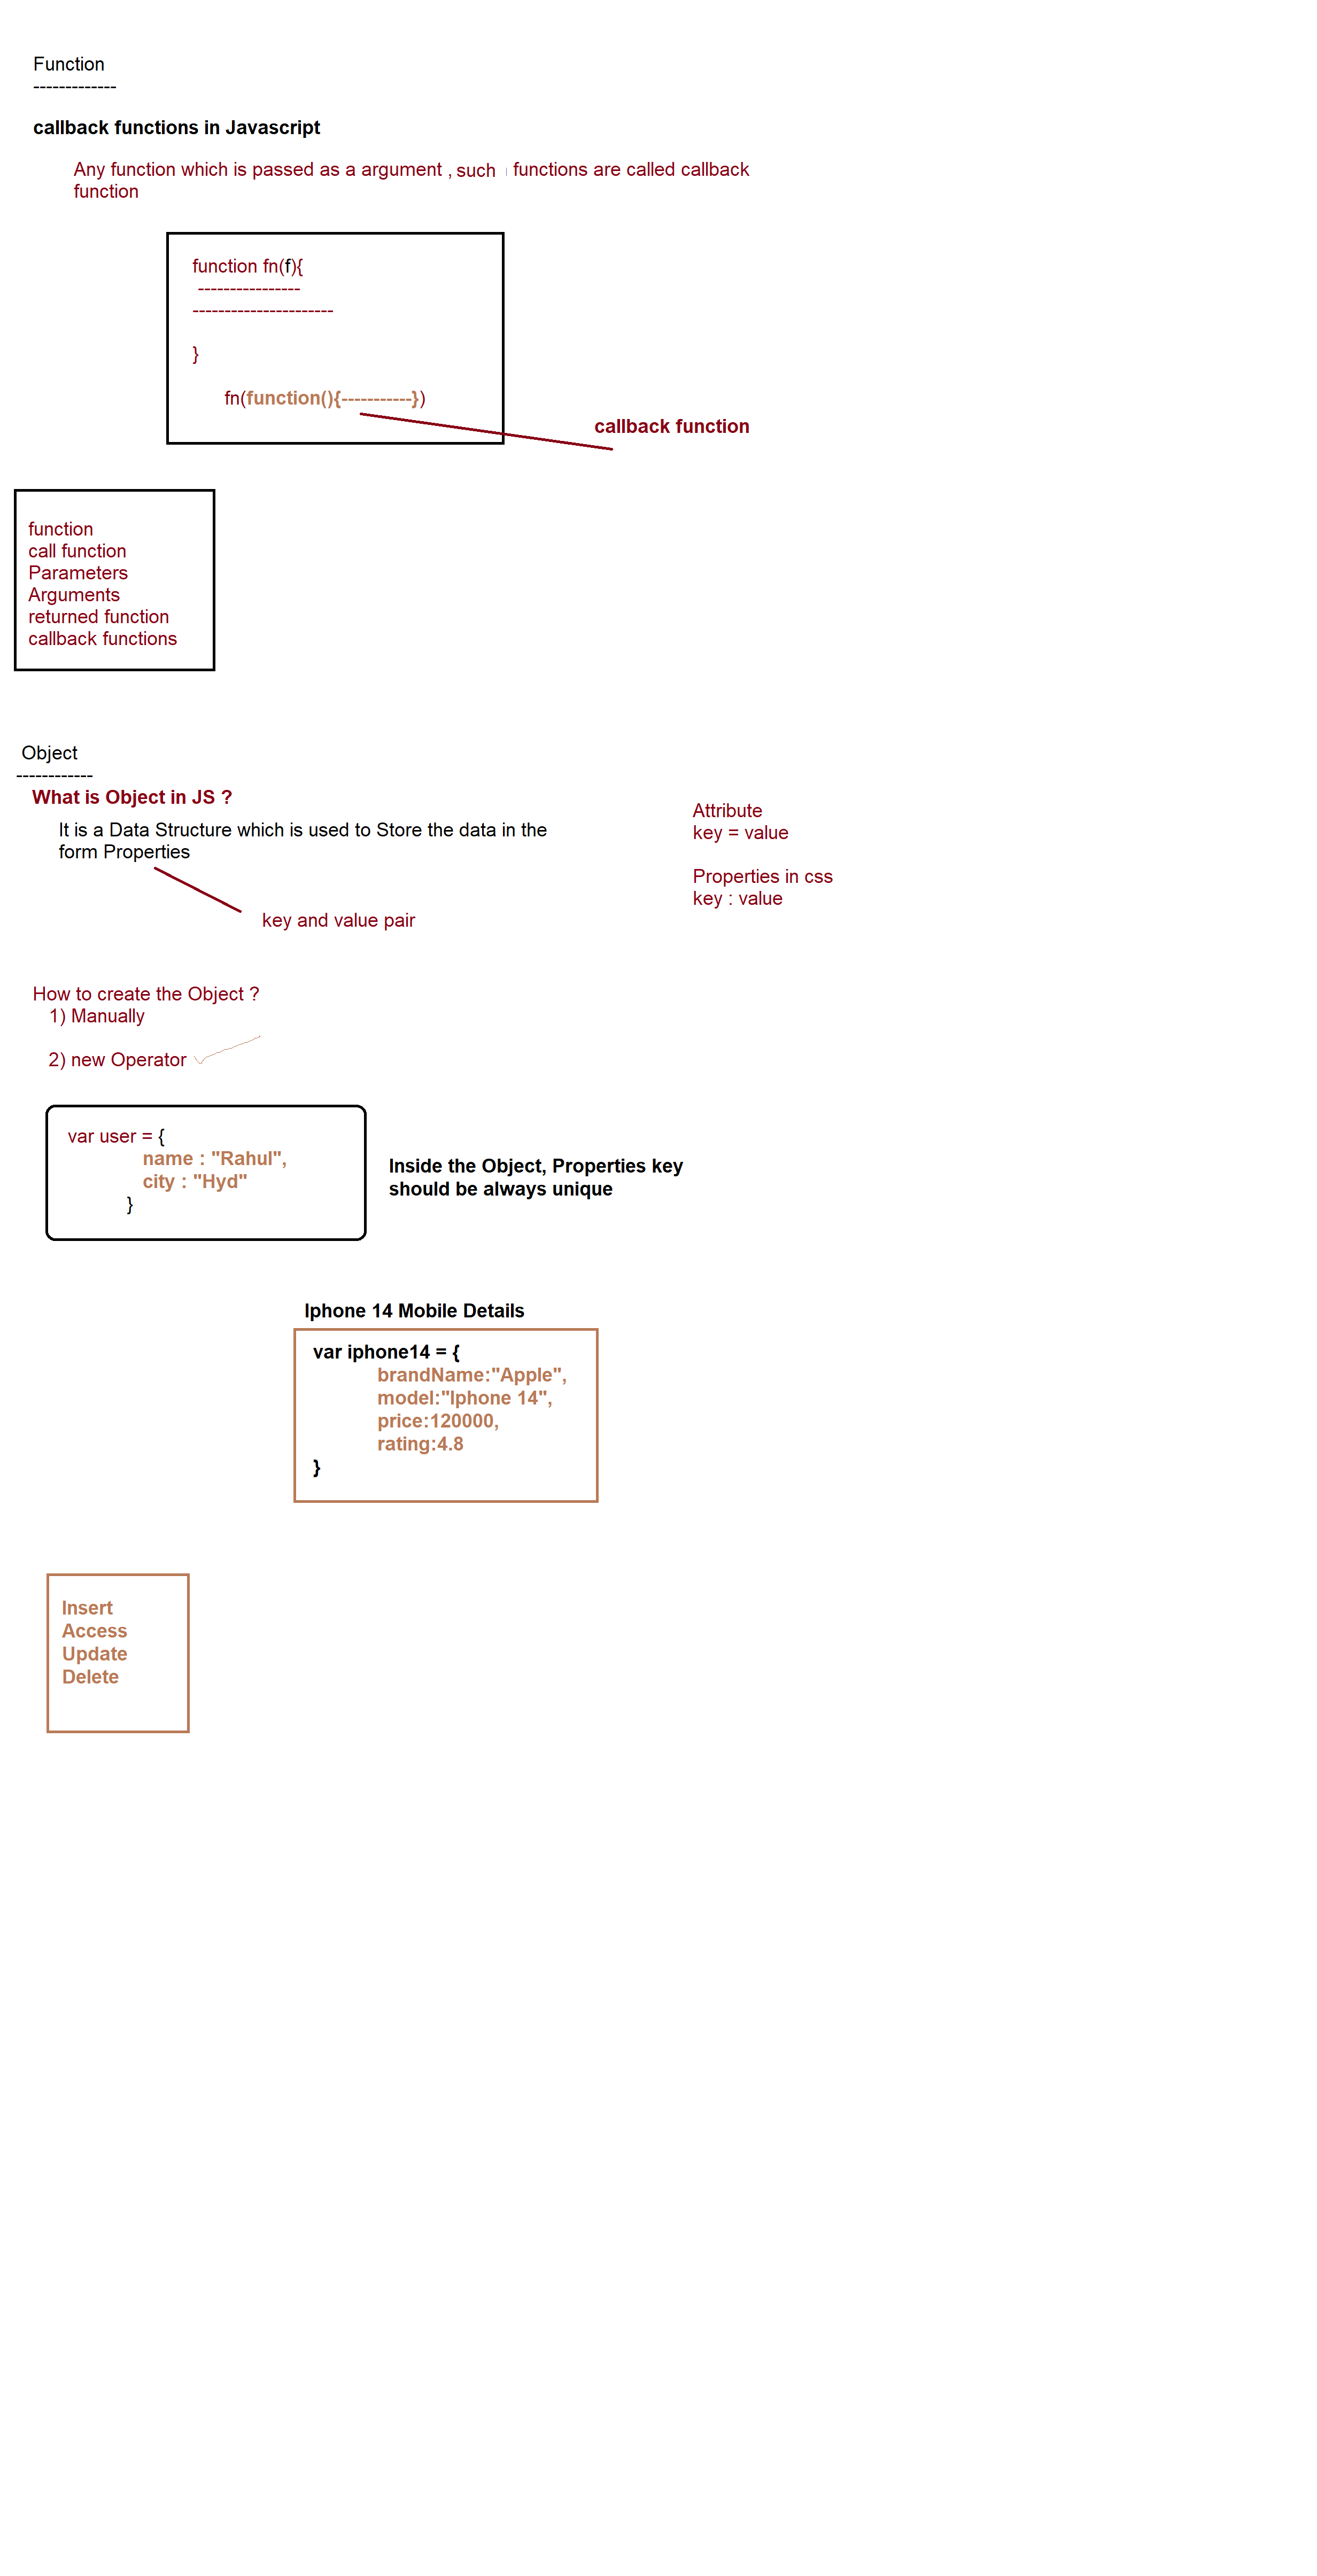 Function
-------------
callback functions in Javascript
Any function which is passed as a argument , such functions are called callback
function
function fn(f){
----------------
----------------------
}
fn(function(){-----------})
callback function
function
call function
Parameters
Arguments
returned function
callback functions
Object
------------
What is Object in JS ?
It is a Data Structure which is used to Store the data in the
form Properties
key and value pair
Attribute
key = value
Properties in css
key : value
How to create the Object ?
1) Manually
2) new Operator
var user = {
name : "Rahul",
city : "Hyd"
}
Inside the Object, Properties key
should be always unique
Iphone 14 Mobile Details
var iphone14 = {
brandName:"Apple",
model:"Iphone 14",
price:120000,
rating:4.8
}
Insert
Access
Update
Delete